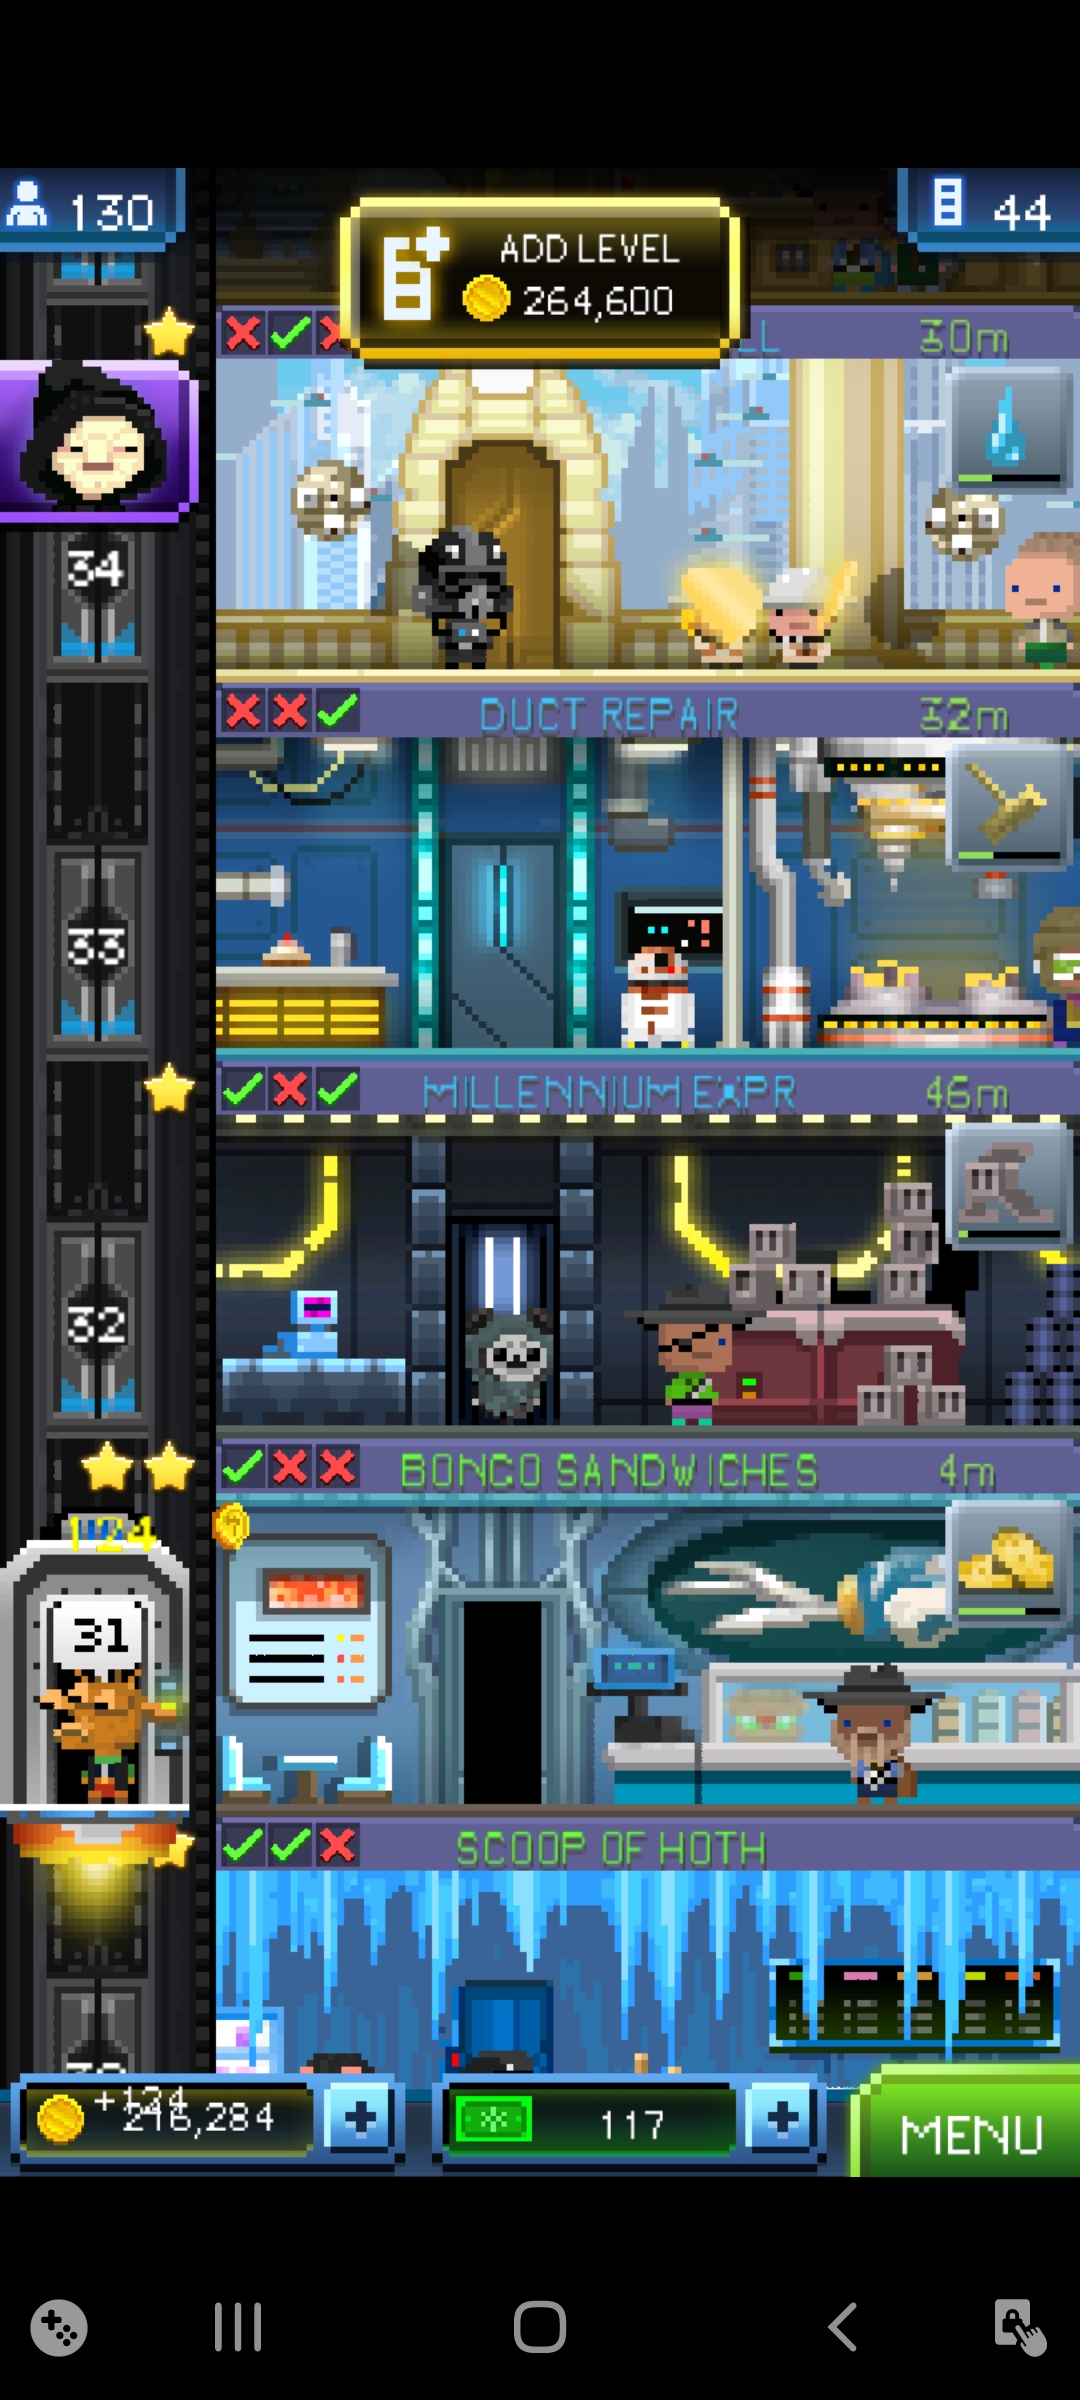 130
44
ADD LEVEL
264,600
LL 30m
34
DUCT REPAIR 32m
33
MILLENNIUM EXPR 46m
32
BONGO SANDWICHES 4m
124
31
SCOOP OF HOTH
+124
216,284
117
MENU